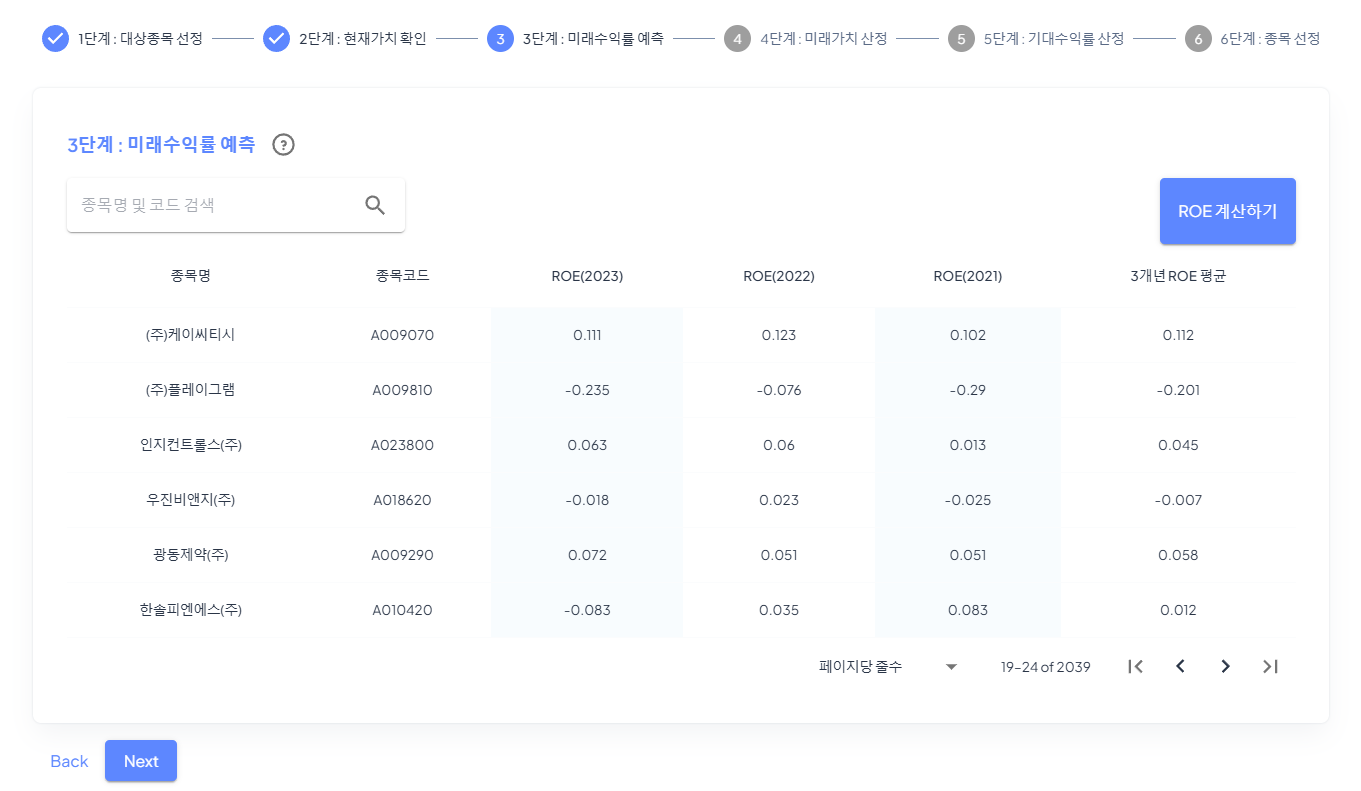 1단계 : 대상종목 선정 2단계 : 현재가치 확인 3 3단계 : 미래수익률 예측 4 4단계 : 미래가치 산정 5 5단계 : 기대수익률 산정 6 6단계 : 종목 선정
3단계 : 미래수익률 예측 ?
종목명 및 코드 검색
ROE 계산하기
종목명 종목코드 ROE(2023) ROE(2022) ROE(2021) 3개년 ROE 평균
(주)케이씨티시 A009070 0.111 0.123 0.102 0.112
(주)플레이그램 A009810 -0.235 -0.076 -0.29 -0.201
인지컨트롤스(주) A023800 0.063 0.06 0.013 0.045
우진비앤지(주) A018620 -0.018 0.023 -0.025 -0.007
광동제약(주) A009290 0.072 0.051 0.051 0.058
한솔피엔에스(주) A010420 -0.083 0.035 0.083 0.012
페이지당 줄수 19-24 of 2039
Back Next